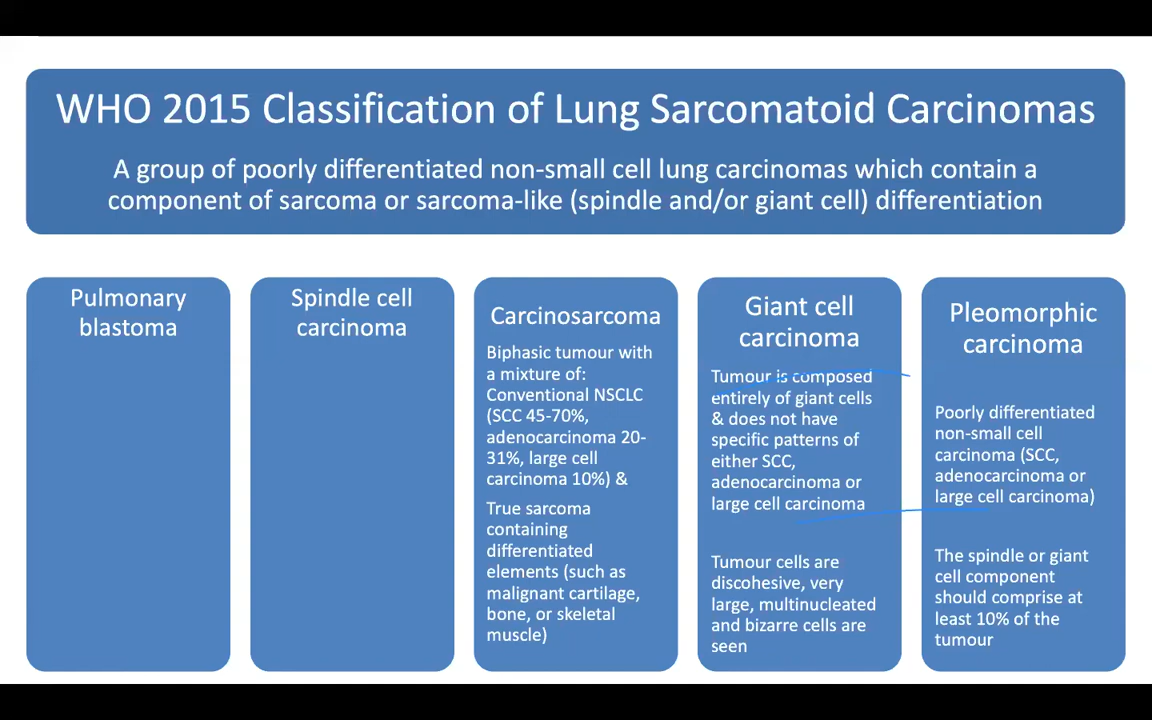 WHO 2015 Classification of Lung Sarcomatoid Carcinomas
A group of poorly differentiated non-small cell lung carcinomas which contain a
component of sarcoma or sarcoma-like (spindle and/or giant cell) differentiation
Pulmonary
blastoma
Spindle cell
carcinoma
Carcinosarcoma
Biphasic tumour with
a mixture of:
Conventional NSCLC
(SCC 45-70%,
adenocarcinoma 20-
31%, large cell
carcinoma 10%) &
True sarcoma
containing
differentiated
elements (such as
malignant cartilage,
bone, or skeletal
muscle)
Giant cell
carcinoma
Tumour is composed
entirely of giant cells
& does not have
specific patterns of
either SCC,
adenocarcinoma or
large cell carcinoma
Tumour cells are
discohesive, very
large, multinucleated
and bizarre cells are
seen
Pleomorphic
carcinoma
Poorly differentiated
non-small cell
carcinoma (SCC,
adenocarcinoma or
large cell carcinoma)
The spindle or giant
cell component
should comprise at
least 10% of the
tumour